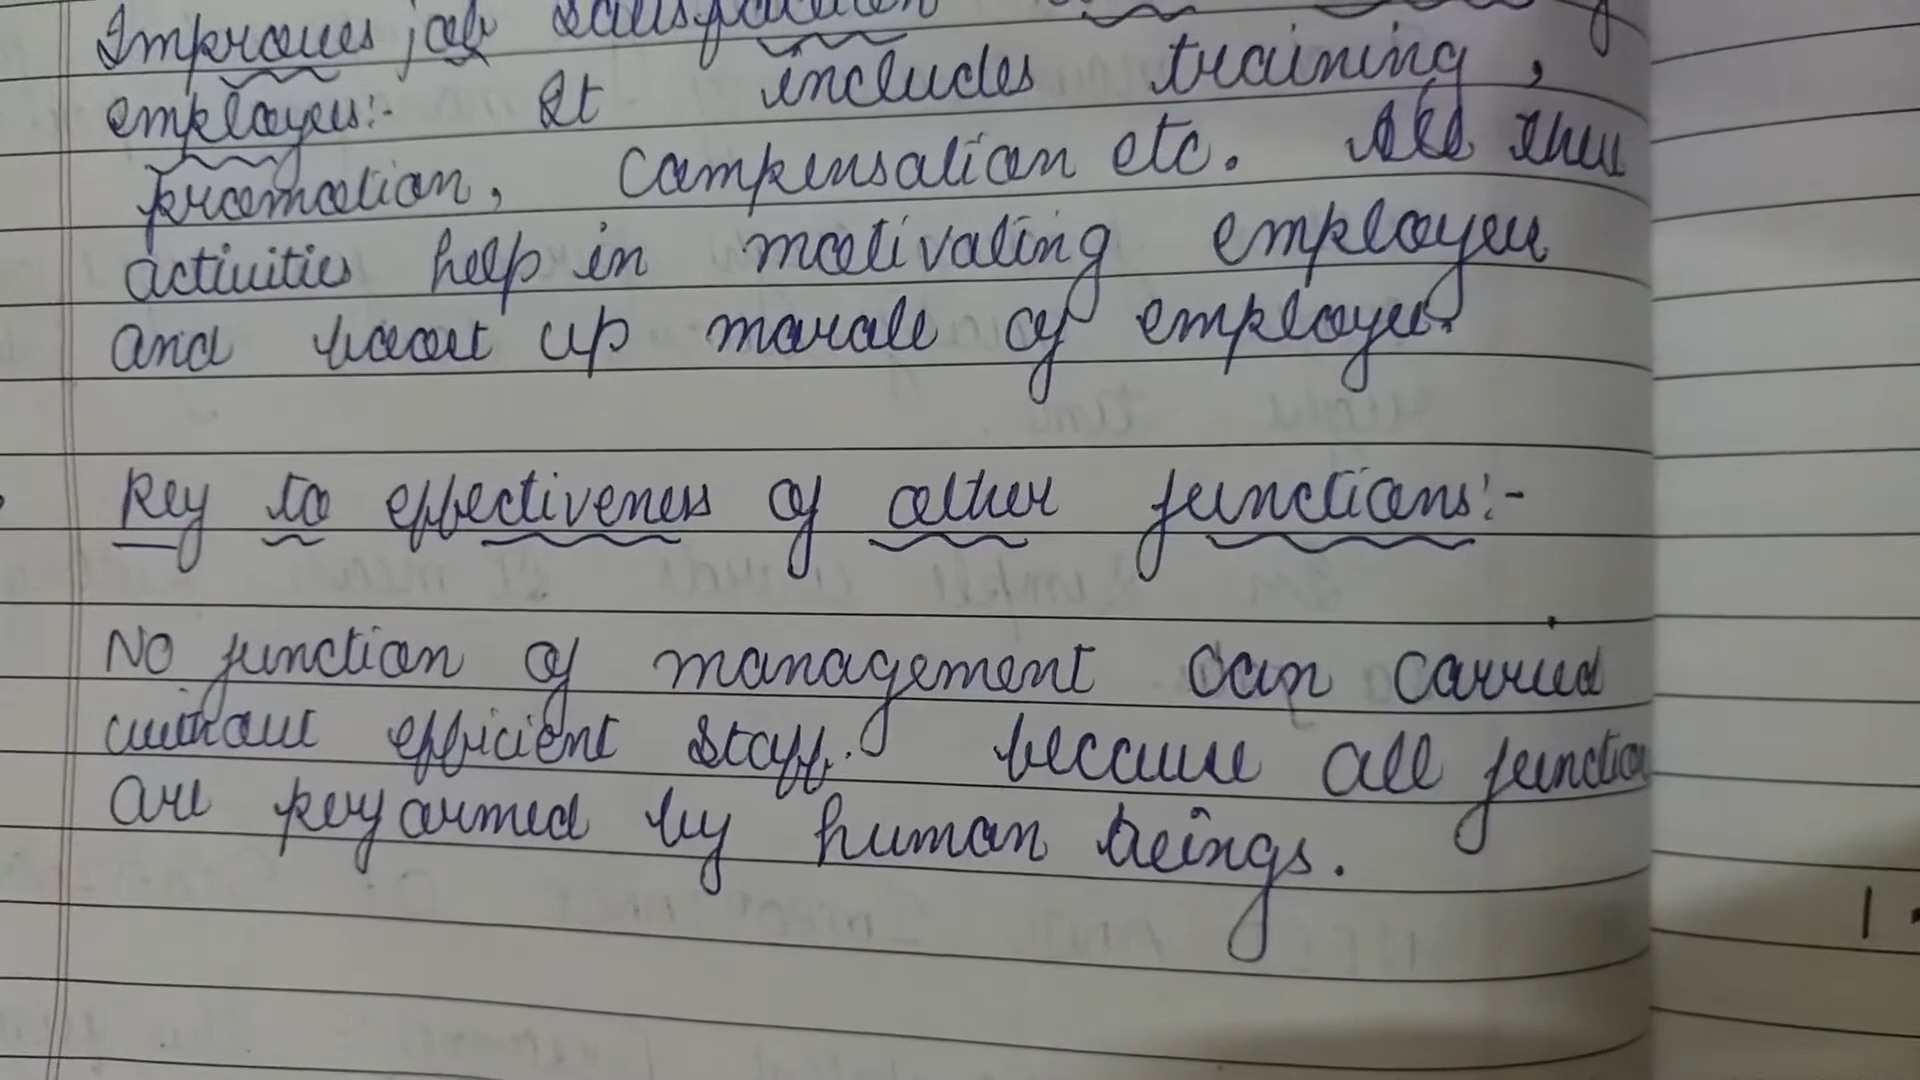 Improves job satisfaction
employees:- It includes training,
promotion, compensation etc. All these
activities help in motivating employees
and boost up morale of employees.
Key to effectiveness of other functions:-
No function of management can carried
without efficient staff. because all function
are performed by human beings.